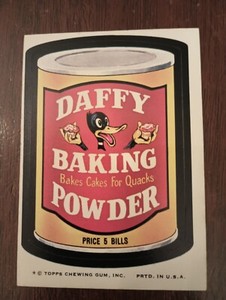 DAFFY
BAKING
Bakes Cakes For Quacks
POWDER
PRICE 5 BILLS
© TOPPS CHEWING GUM, INC. PRTD. IN U.S.A.